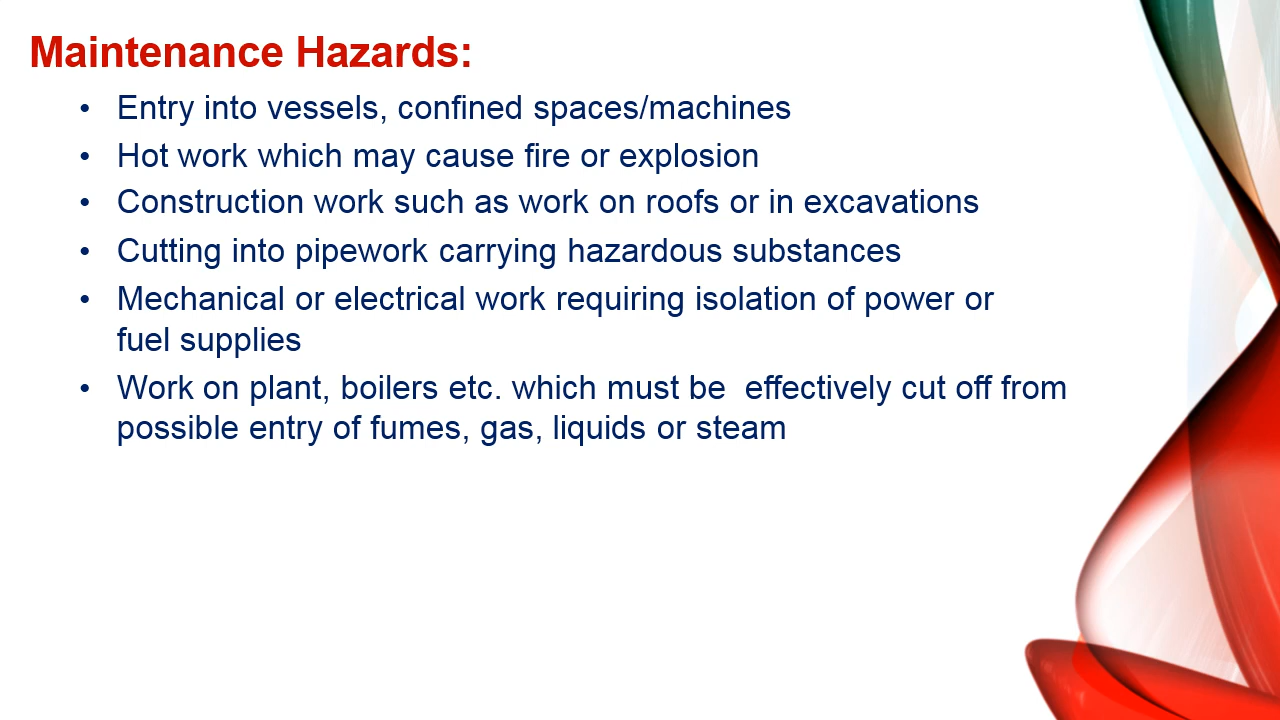 Maintenance Hazards:
• Entry into vessels, confined spaces/machines
• Hot work which may cause fire or explosion
• Construction work such as work on roofs or in excavations
• Cutting into pipework carrying hazardous substances
• Mechanical or electrical work requiring isolation of power or
fuel supplies
• Work on plant, boilers etc. which must be  effectively cut off from
possible entry of fumes, gas, liquids or steam